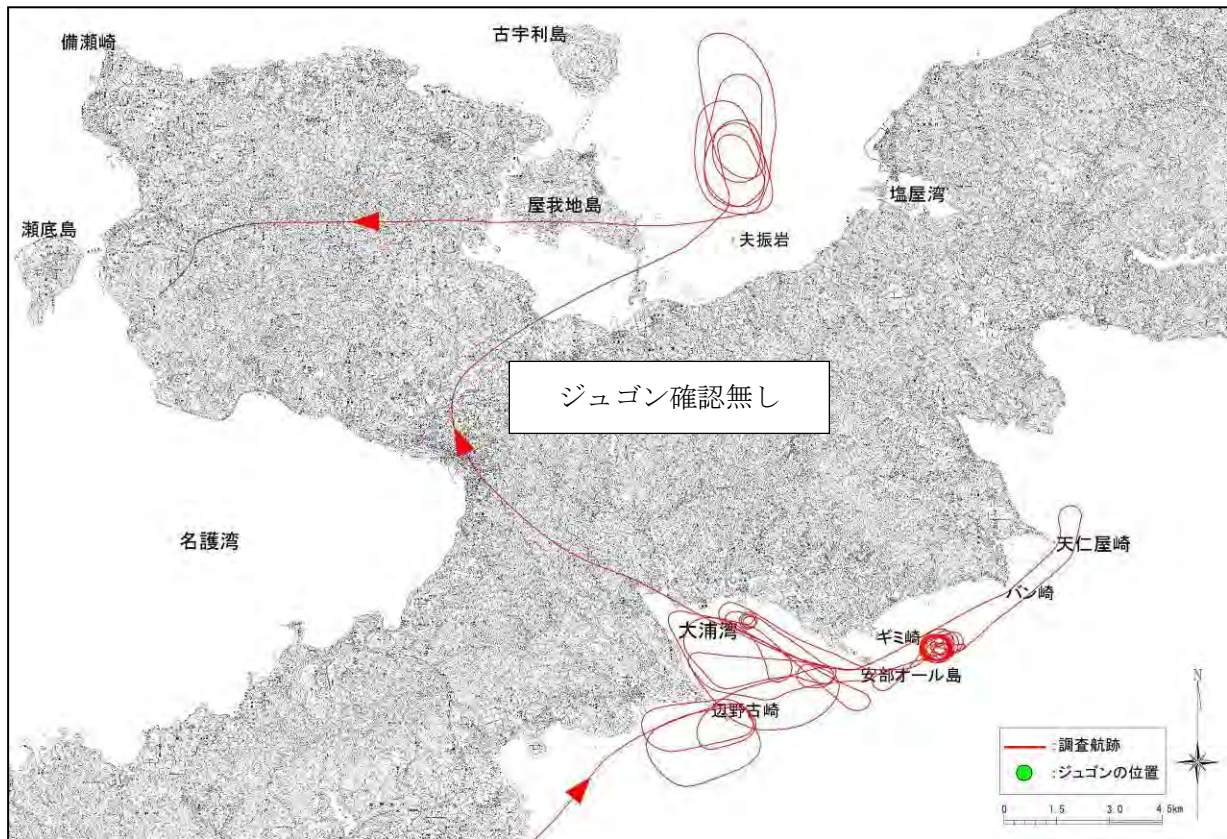 備瀬崎
古宇利島
塩屋湾
屋我地島
瀬底島
夫振岩
ジュゴン確認無し
名護湾
天仁屋崎
バン崎
大浦湾
ギミ崎
安部オール島
辺野古崎
N
:調査航跡
:ジュゴンの位置
0 1.5 3.0 4.5km